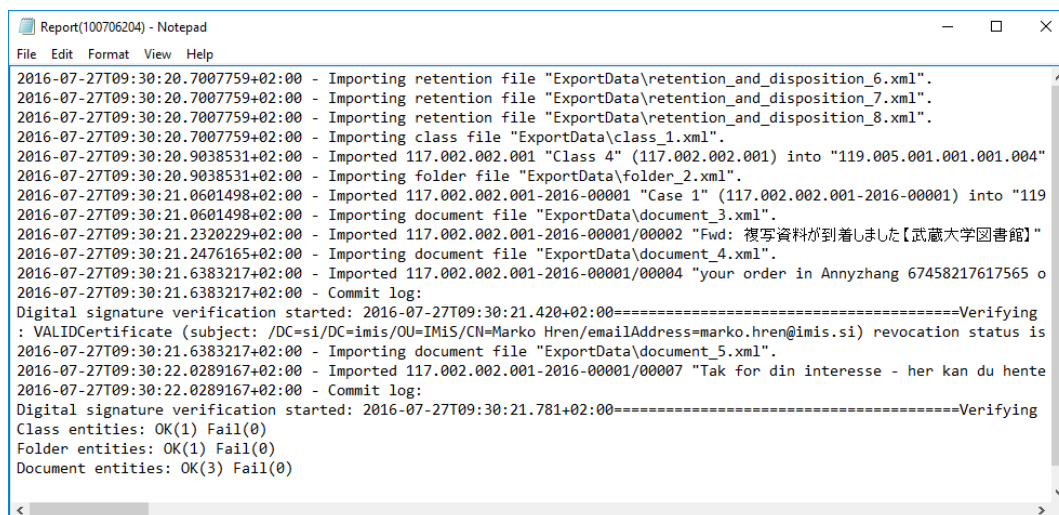 Report(100706204) - Notepad
File Edit Format View Help
2016-07-27T09:30:20.7007759+02:00 - Importing retention file "ExportData\retention_and_disposition_6.xml".
2016-07-27T09:30:20.7007759+02:00 - Importing retention file "ExportData\retention_and_disposition_7.xml".
2016-07-27T09:30:20.7007759+02:00 - Importing retention file "ExportData\retention_and_disposition_8.xml".
2016-07-27T09:30:20.7007759+02:00 - Importing class file "ExportData\class_1.xml".
2016-07-27T09:30:20.9038531+02:00 - Imported 117.002.002.001 "Class 4" (117.002.002.001) into "119.005.001.001.001.004"
2016-07-27T09:30:20.9038531+02:00 - Importing folder file "ExportData\folder_2.xml".
2016-07-27T09:30:21.0601498+02:00 - Imported 117.002.002.001-2016-00001 "Case 1" (117.002.002.001-2016-00001) into "119
2016-07-27T09:30:21.0601498+02:00 - Importing document file "ExportData\document_3.xml".
2016-07-27T09:30:21.2320229+02:00 - Imported 117.002.002.001-2016-00001/00002 "Fwd: 複写資料が到着しました【武蔵大学図書館】"
2016-07-27T09:30:21.2476165+02:00 - Importing document file "ExportData\document_4.xml".
2016-07-27T09:30:21.6383217+02:00 - Imported 117.002.002.001-2016-00001/00004 "your order in Annyzhang 67458217617565 o
2016-07-27T09:30:21.6383217+02:00 - Commit log:
Digital signature verification started: 2016-07-27T09:30:21.420+02:00========================================Verifying
: VALIDCertificate (subject: /DC=si/DC=imis/OU=IMiS/CN=Marko Hren/emailAddress=marko.hren@imis.si) revocation status is
2016-07-27T09:30:21.6383217+02:00 - Importing document file "ExportData\document_5.xml".
2016-07-27T09:30:22.0289167+02:00 - Imported 117.002.002.001-2016-00001/00007 "Tak for din interesse - her kan du hente
2016-07-27T09:30:22.0289167+02:00 - Commit log:
Digital signature verification started: 2016-07-27T09:30:21.781+02:00========================================Verifying
Class entities: OK(1) Fail(0)
Folder entities: OK(1) Fail(0)
Document entities: OK(3) Fail(0)